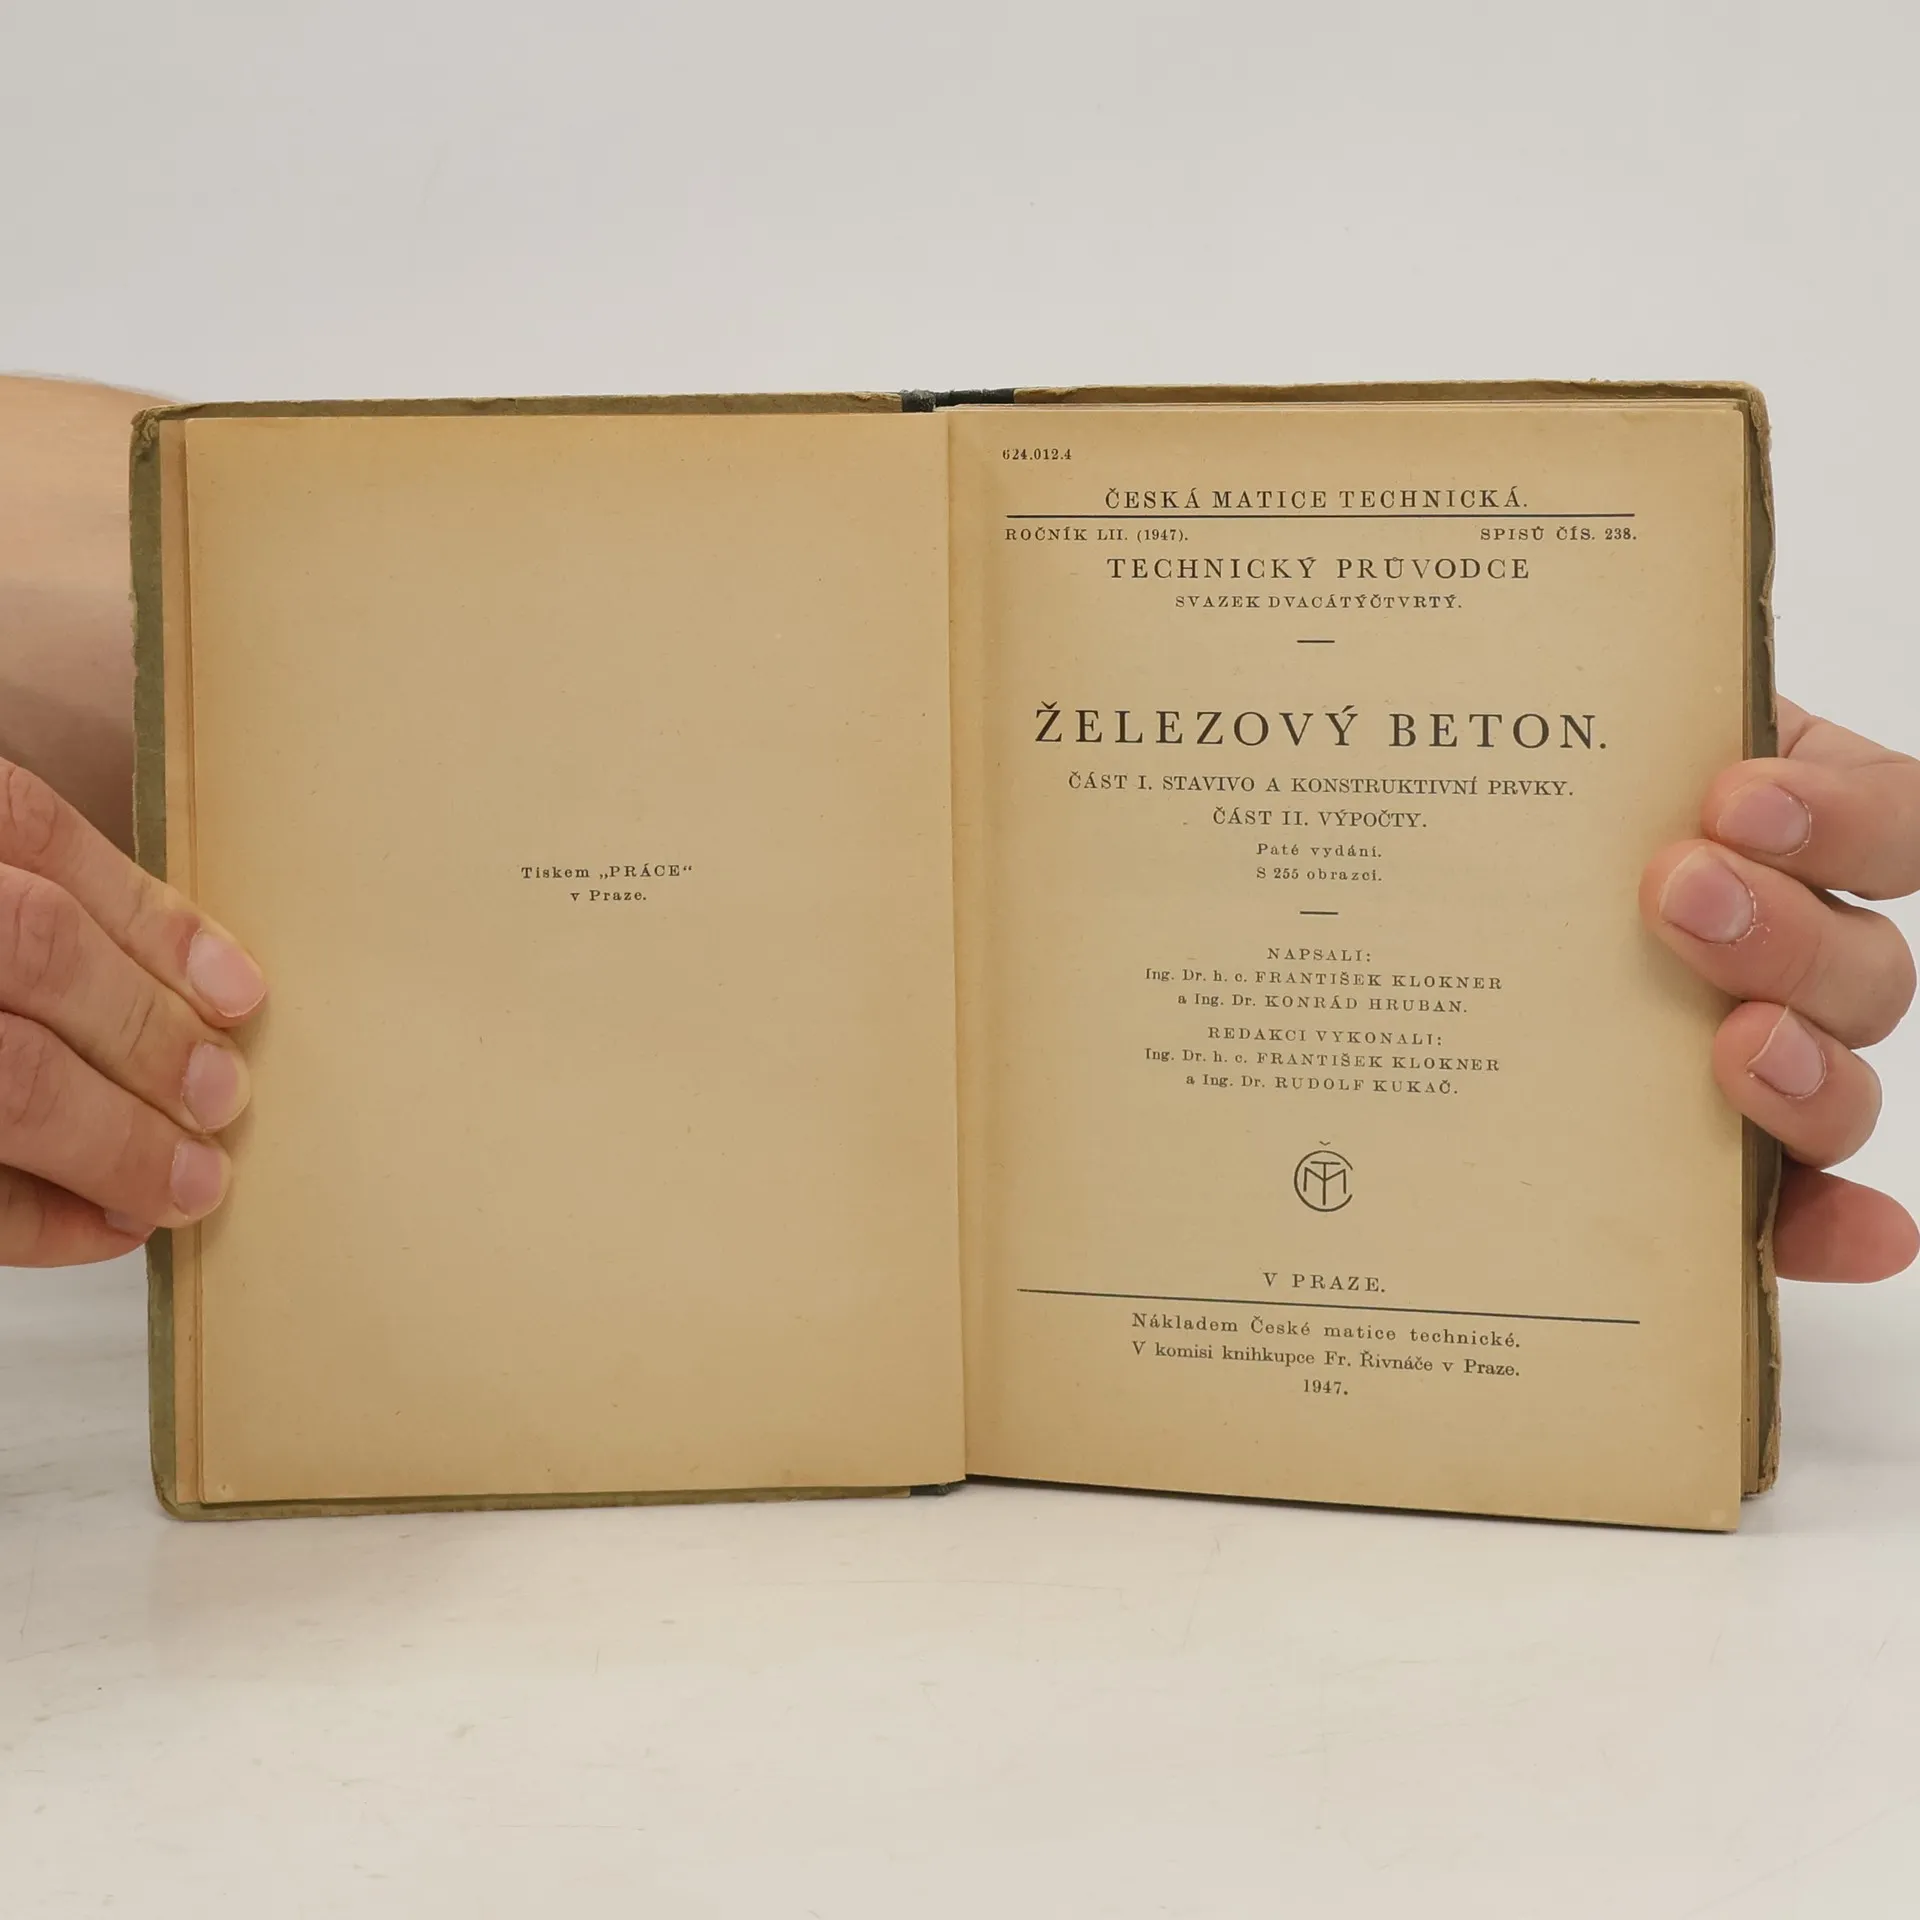 Tiskem „PRÁCE“
v Praze.
624.012.4
ČESKÁ MATICE TECHNICKÁ.
ROČNÍK LII. (1947). SPISŮ ČÍS. 238.
TECHNICKÝ PRŮVODCE
SVAZEK DVACÁTÝČTVRTÝ.
ŽELEZOVÝ BETON.
ČÁST I. STAVIVO A KONSTRUKTIVNÍ PRVKY.
ČÁST II. VÝPOČTY.
Páté vydání.
S 255 obrazci.
NAPSALI:
Ing. Dr. h. c. FRANTIŠEK KLOKNER
a Ing. Dr. KONRÁD HRUBAN.
REDAKCI VYKONALI:
Ing. Dr. h. c. FRANTIŠEK KLOKNER
a Ing. Dr. RUDOLF KUKAČ.
ČMT
V PRAZE.
Nákladem České matice technické.
V komisi knihkupce Fr. Řivnáče v Praze.
1947.